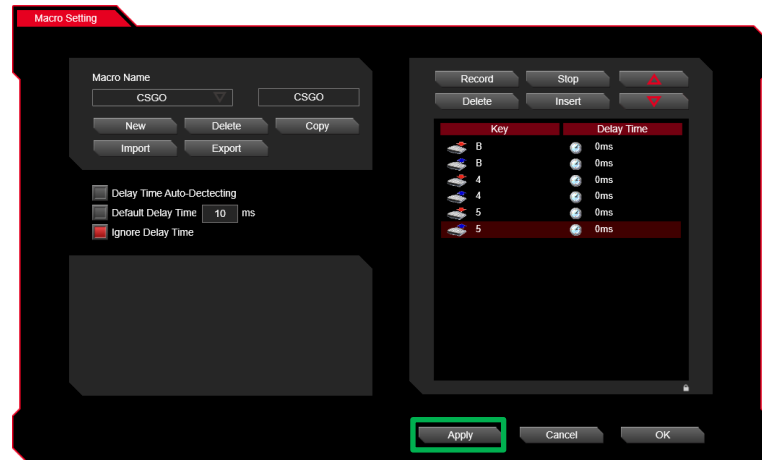 Macro Setting
Macro Name
CSGO CSGO
New Delete Copy
Import Export
Delay Time Auto-Dectecting
Default Delay Time 10 ms
Ignore Delay Time
Record Stop
Delete Insert
Key Delay Time
B 0ms
B 0ms
4 0ms
4 0ms
5 0ms
5 0ms
Apply Cancel OK